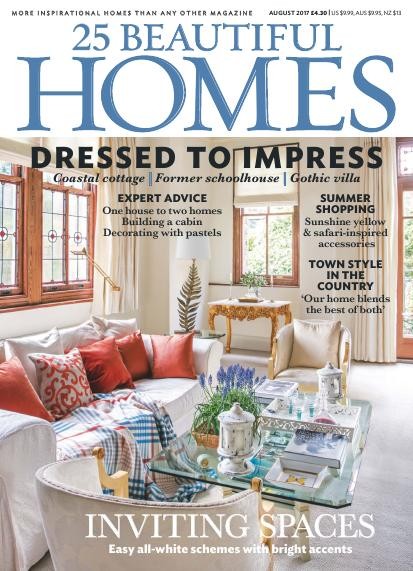 MORE INSPIRATIONAL HOMES THAN ANY OTHER MAGAZINE
AUGUST 2017 £4.30 | US $9.99, AUS $9.95, NZ $13
25 BEAUTIFUL
HOMES
DRESSED TO IMPRESS
Coastal cottage | Former schoolhouse | Gothic villa
EXPERT ADVICE
One house to two homes
Building a cabin
Decorating with pastels
SUMMER
SHOPPING
Sunshine yellow
& safari-inspired
accessories
TOWN STYLE
IN THE
COUNTRY
‘Our home blends
the best of both’
INVITING SPACES
Easy all-white schemes with bright accents